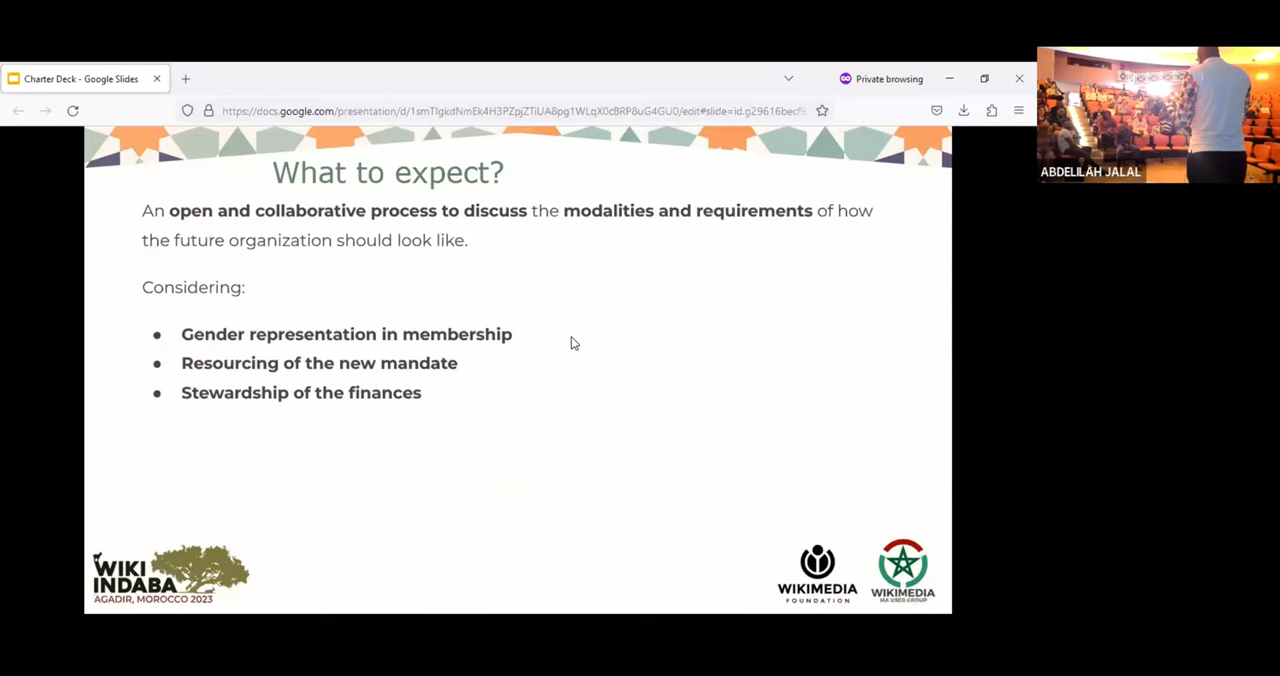 Charter Deck - Google Slides
Private browsing
https://docs.google.com/presentation/d/1smTlgkdNmEk4H3PZpjZTiUA8pg1WLqX0cBRP8uG4GU0/edit#slide=id.g29616becf9
ABDELILAH JALAL
What to expect?
An open and collaborative process to discuss the modalities and requirements of how
the future organization should look like.
Considering:
● Gender representation in membership
● Resourcing of the new mandate
● Stewardship of the finances
WIKI
INDABA
AGADIR, MOROCCO 2023
WIKIMEDIA
FOUNDATION
WIKIMEDIA
MA USER GROUP